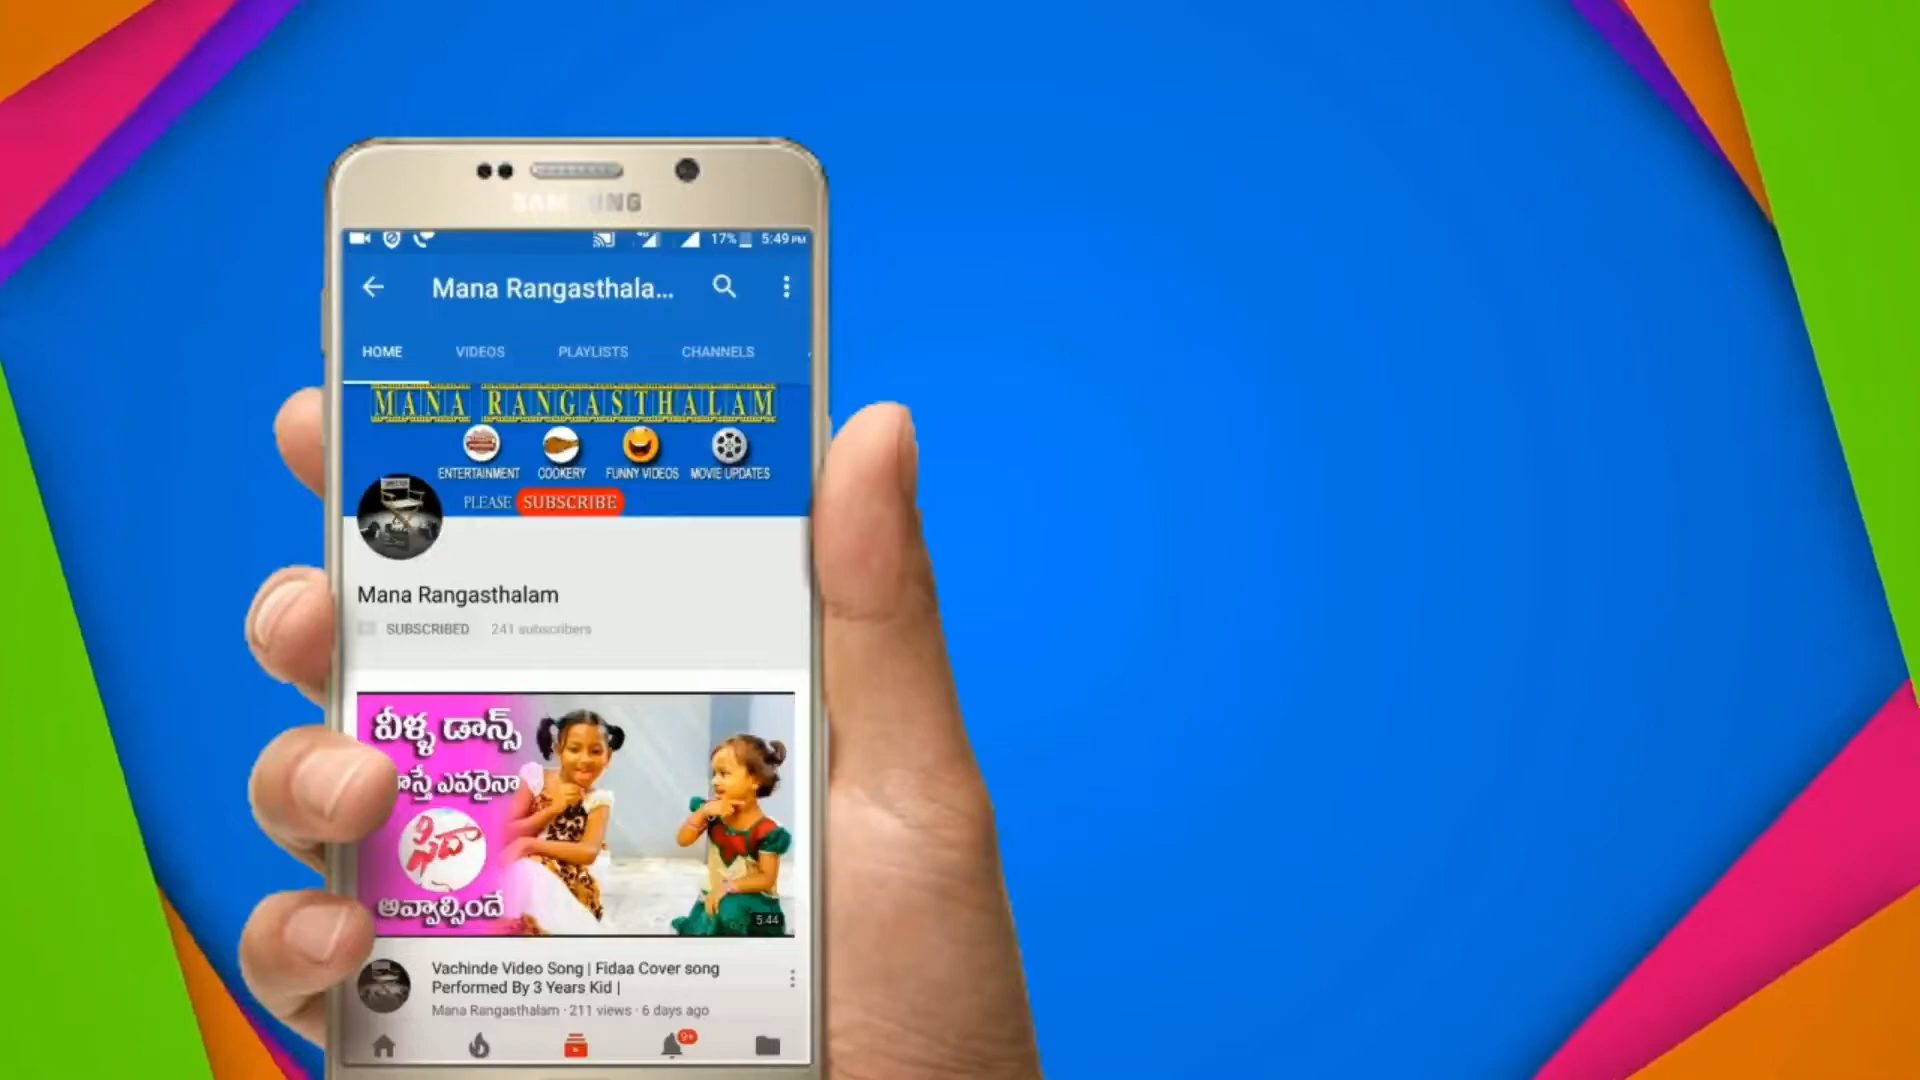 SAMSUNG
17% 5:49 PM
Mana Rangasthala...
HOME VIDEOS PLAYLISTS CHANNELS
MANA RANGASTHALAM
ENTERTAINMENT COOKERY FUNNY VIDEOS MOVIE UPDATES
PLEASE SUBSCRIBE
Mana Rangasthalam
SUBSCRIBED 241 subscribers
వీళ్ళ డాన్స్
ఎవరైనా
ఫిదా
అవ్వాల్సిందే
5:44
Vachinde Video Song | Fidaa Cover song
Performed By 3 Years Kid |
Mana Rangasthalam · 211 views · 6 days ago
9+